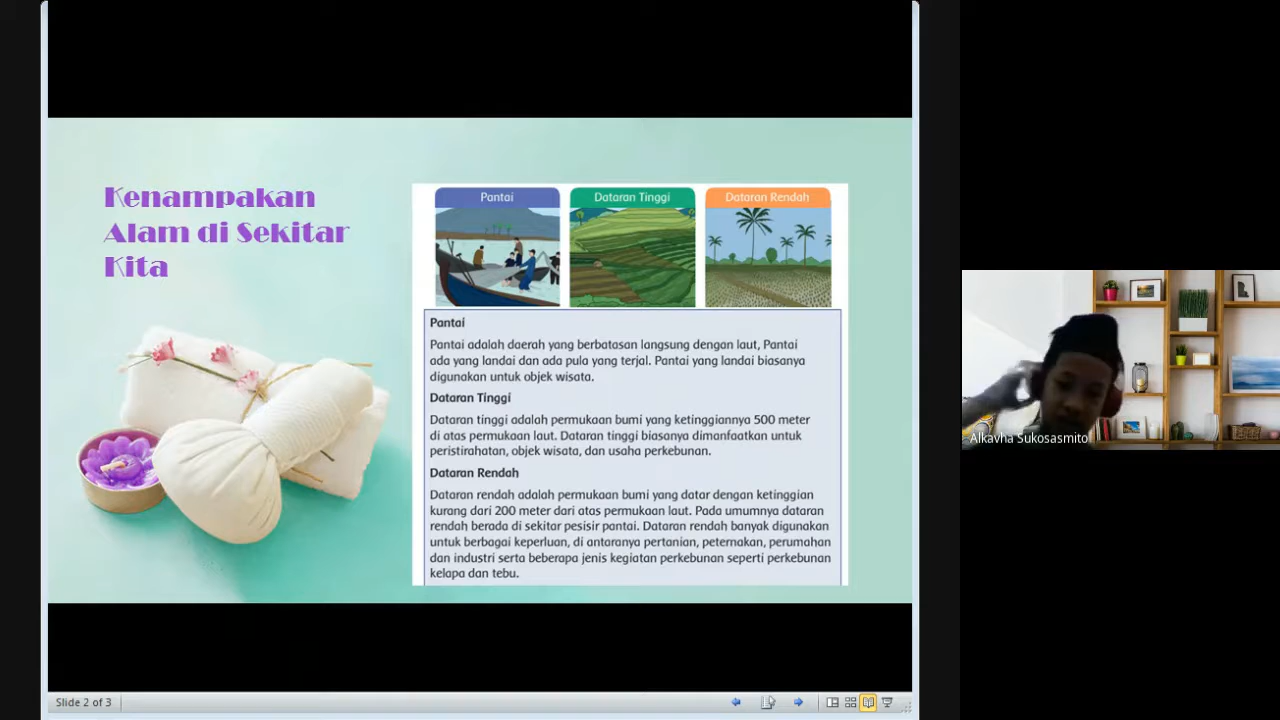 Kenampakan
Alam di Sekitar
Kita
Pantai
Dataran Tinggi
Dataran Rendah
Pantai
Pantai adalah daerah yang berbatasan langsung dengan laut, Pantai
ada yang landai dan ada pula yang terjal. Pantai yang landai biasanya
digunakan untuk objek wisata.
Dataran Tinggi
Dataran tinggi adalah permukaan bumi yang ketinggiannya 500 meter
di atas permukaan laut. Dataran tinggi biasanya dimanfaatkan untuk
peristirahatan, objek wisata, dan usaha perkebunan.
Dataran Rendah
Dataran rendah adalah permukaan bumi yang datar dengan ketinggian
kurang dari 200 meter dari atas permukaan laut. Pada umumnya dataran
rendah berada di sekitar pesisir pantai. Dataran rendah banyak digunakan
untuk berbagai keperluan, di antaranya pertanian, peternakan, perumahan
dan industri serta beberapa jenis kegiatan perkebunan seperti perkebunan
kelapa dan tebu.
Alkavha Sukosasmito
Slide 2 of 3